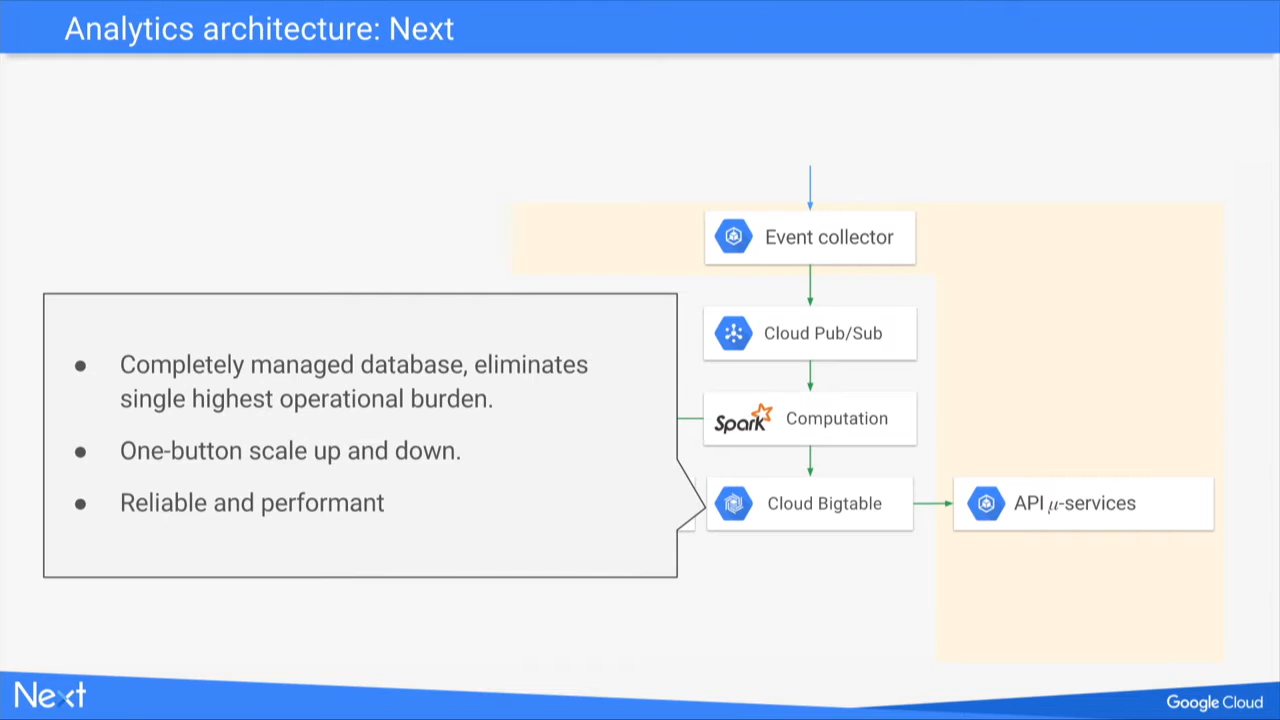 Analytics architecture: Next
Event collector
Cloud Pub/Sub
Spark
Computation
Cloud Bigtable
API μ-services
● Completely managed database, eliminates
single highest operational burden.
● One-button scale up and down.
● Reliable and performant
Next
Google Cloud